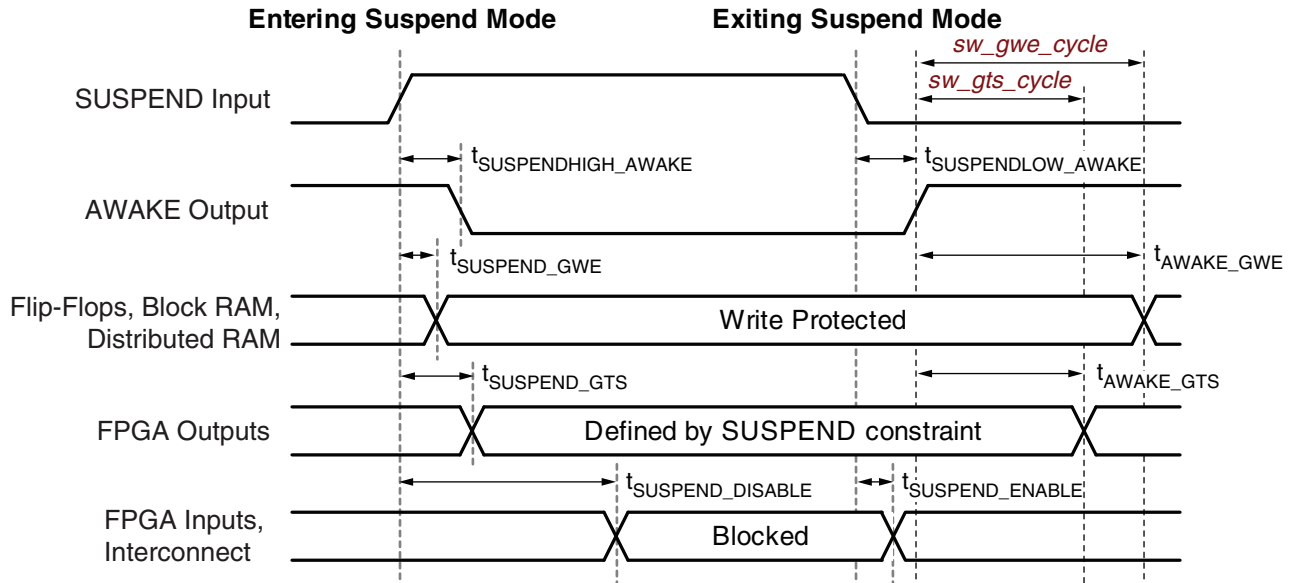 Entering Suspend Mode
Exiting Suspend Mode
sw_gwe_cycle
sw_gts_cycle
SUSPEND Input
tSUSPENDHIGH_AWAKE
tSUSPENDLOW_AWAKE
AWAKE Output
tSUSPEND_GWE
tAWAKE_GWE
Flip-Flops, Block RAM,
Distributed RAM
Write Protected
tSUSPEND_GTS
tAWAKE_GTS
FPGA Outputs
Defined by SUSPEND constraint
tSUSPEND_DISABLE
tSUSPEND_ENABLE
FPGA Inputs,
Interconnect
Blocked